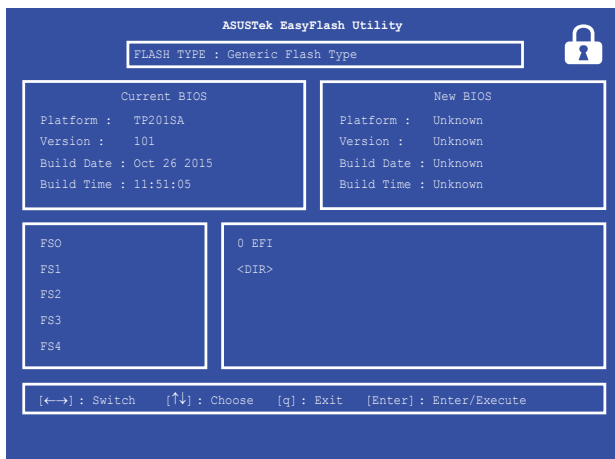 ASUSTek EasyFlash Utility
FLASH TYPE : Generic Flash Type
Current BIOS
Platform : TP201SA
Version : 101
Build Date : Oct 26 2015
Build Time : 11:51:05
New BIOS
Platform : Unknown
Version : Unknown
Build Date : Unknown
Build Time : Unknown
FSO
FS1
FS2
FS3
FS4
0 EFI
<DIR>
[←→] : Switch [↑↓] : Choose [q] : Exit [Enter] : Enter/Execute